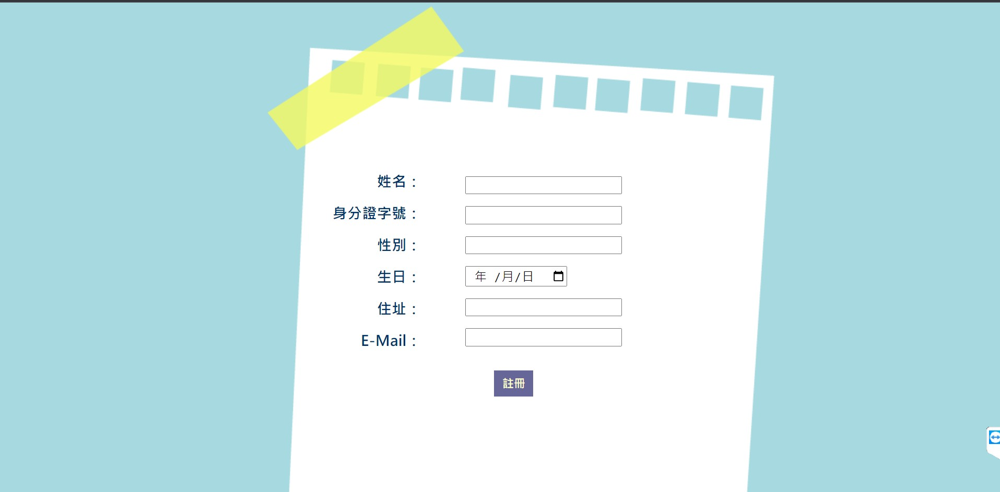 姓名：
身分證字號：
性別：
生日： 年 /月/日
住址：
E-Mail：
註冊